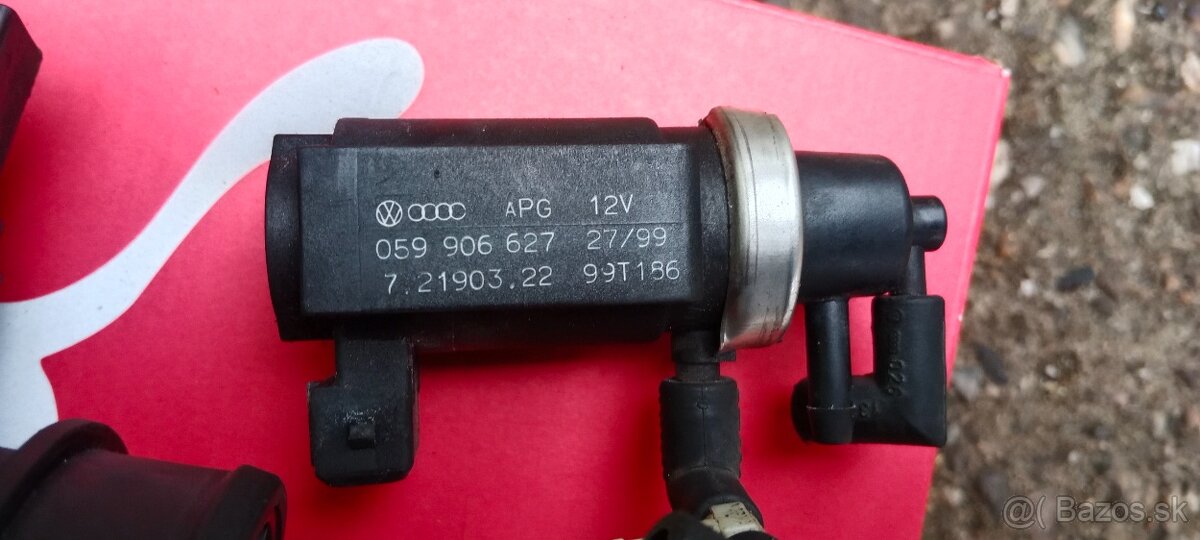 APG 12V
059 906 627 27/99
7.21903.22 99T186
@( Bazos.sk